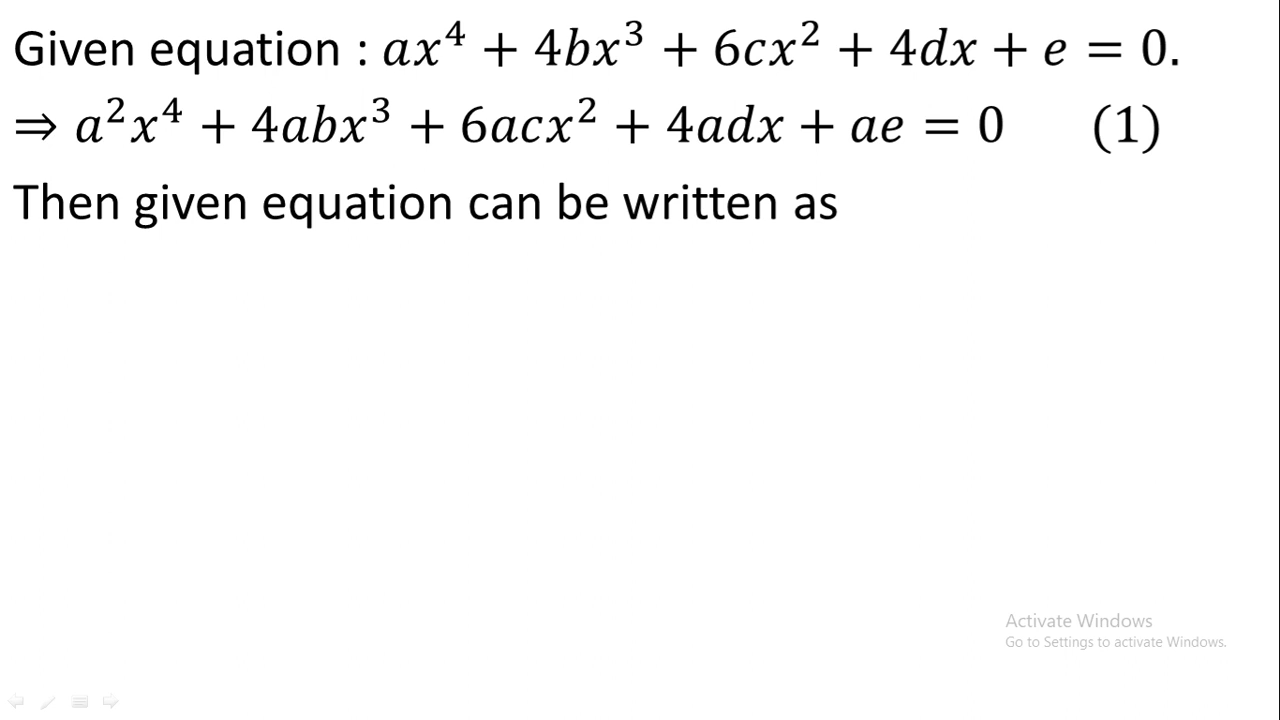 Given equation : 𝑎𝑥⁴ + 4𝑏𝑥³ + 6𝑐𝑥² + 4𝑑𝑥 + 𝑒 = 0.
⇒ 𝑎²𝑥⁴ + 4𝑎𝑏𝑥³ + 6𝑎𝑐𝑥² + 4𝑎𝑑𝑥 + 𝑎𝑒 = 0 (1)
Then given equation can be written as
Activate Windows
Go to Settings to activate Windows.